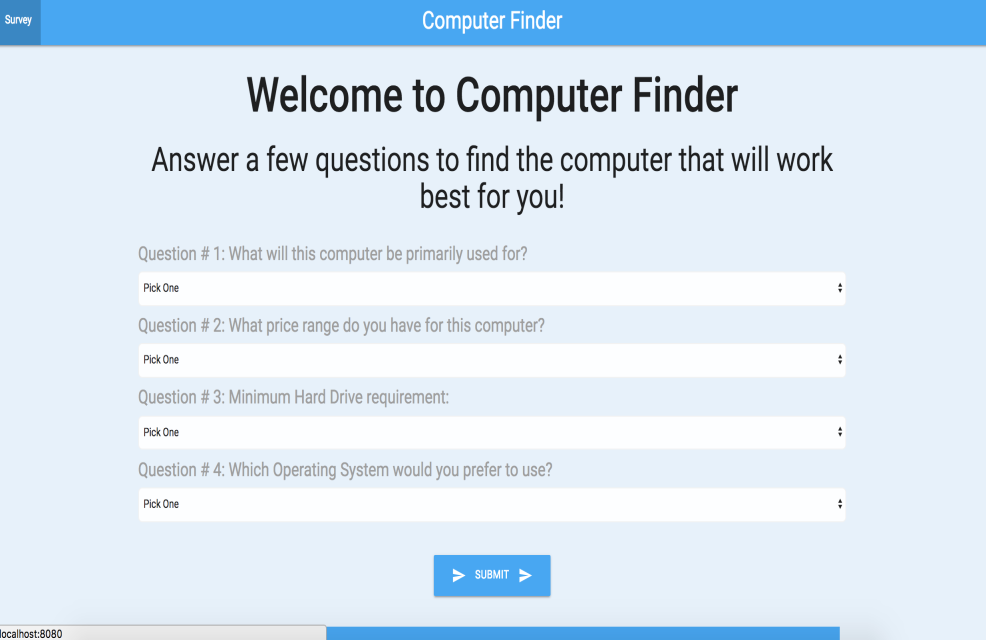 Survey
Computer Finder
Welcome to Computer Finder
Answer a few questions to find the computer that will work
best for you!
Question # 1: What will this computer be primarily used for?
Pick One
Question # 2: What price range do you have for this computer?
Pick One
Question # 3: Minimum Hard Drive requirement:
Pick One
Question # 4: Which Operating System would you prefer to use?
Pick One
SUBMIT
localhost:8080